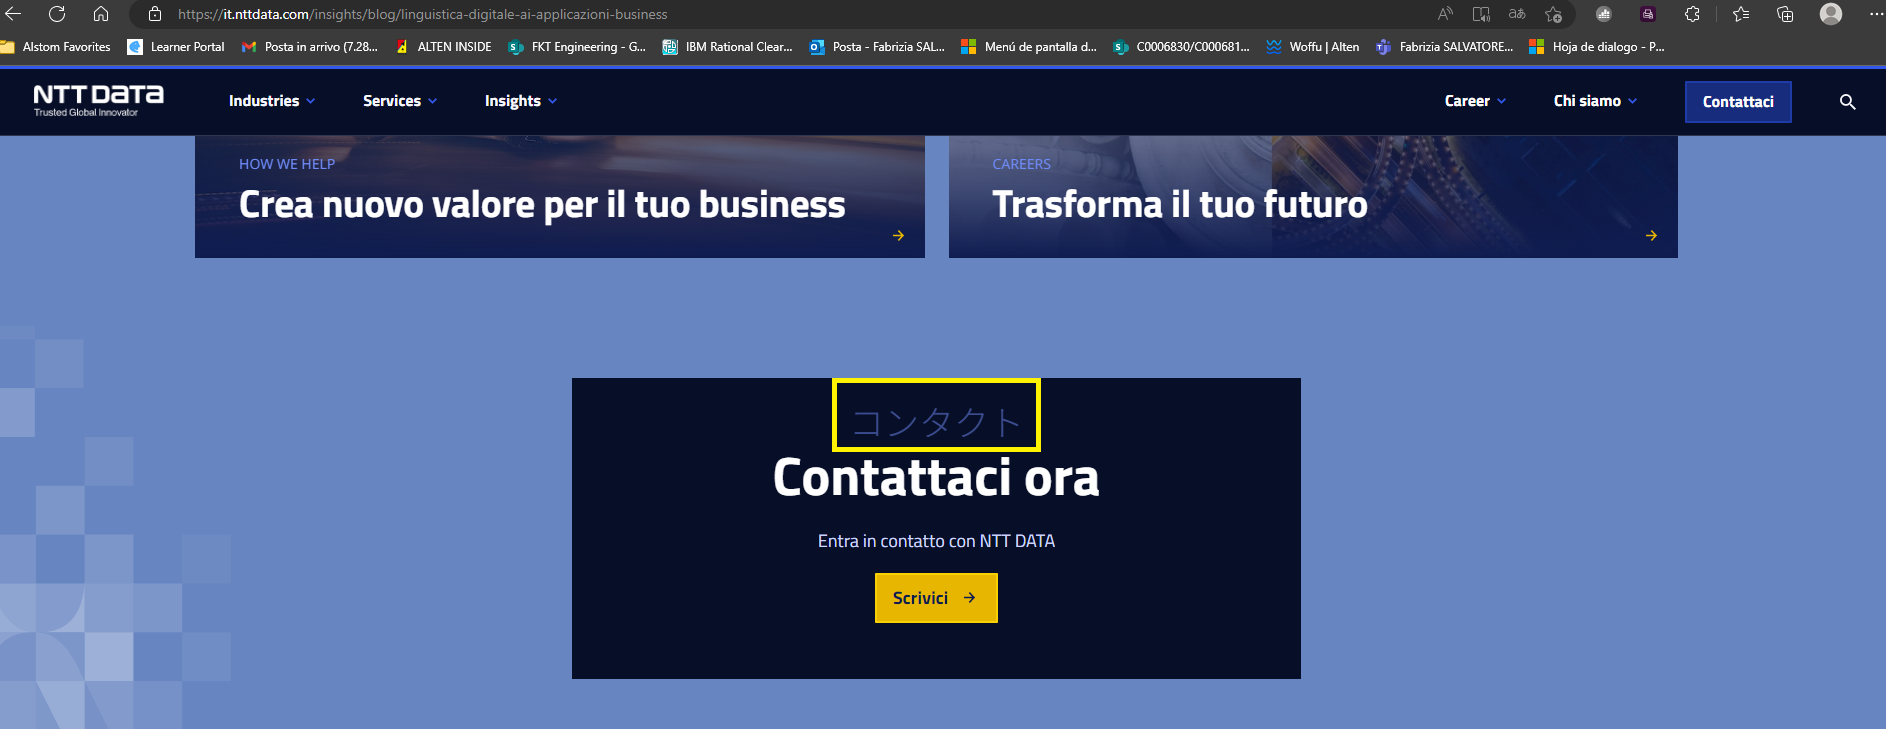 https://it.nttdata.com/insights/blog/linguistica-digitale-ai-applicazioni-business
Alstom Favorites Learner Portal Posta in arrivo (7.28... ALTEN INSIDE FKT Engineering - G... IBM Rational Clear... Posta - Fabrizia SAL... Menú de pantalla d... C0006830/C000681... Woffu | Alten Fabrizia SALVATORE... Hoja de dialogo - P...
NTT DATA
Trusted Global Innovator
Industries Services Insights Career Chi siamo Contattaci
HOW WE HELP
Crea nuovo valore per il tuo business
CAREERS
Trasforma il tuo futuro
コンタクト
Contattaci ora
Entra in contatto con NTT DATA
Scrivici